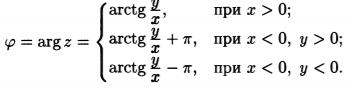 arctg y/x, при x > 0;
φ = arg z = { arctg y/x + π, при x < 0, y > 0;
arctg y/x − π, при x < 0, y < 0.